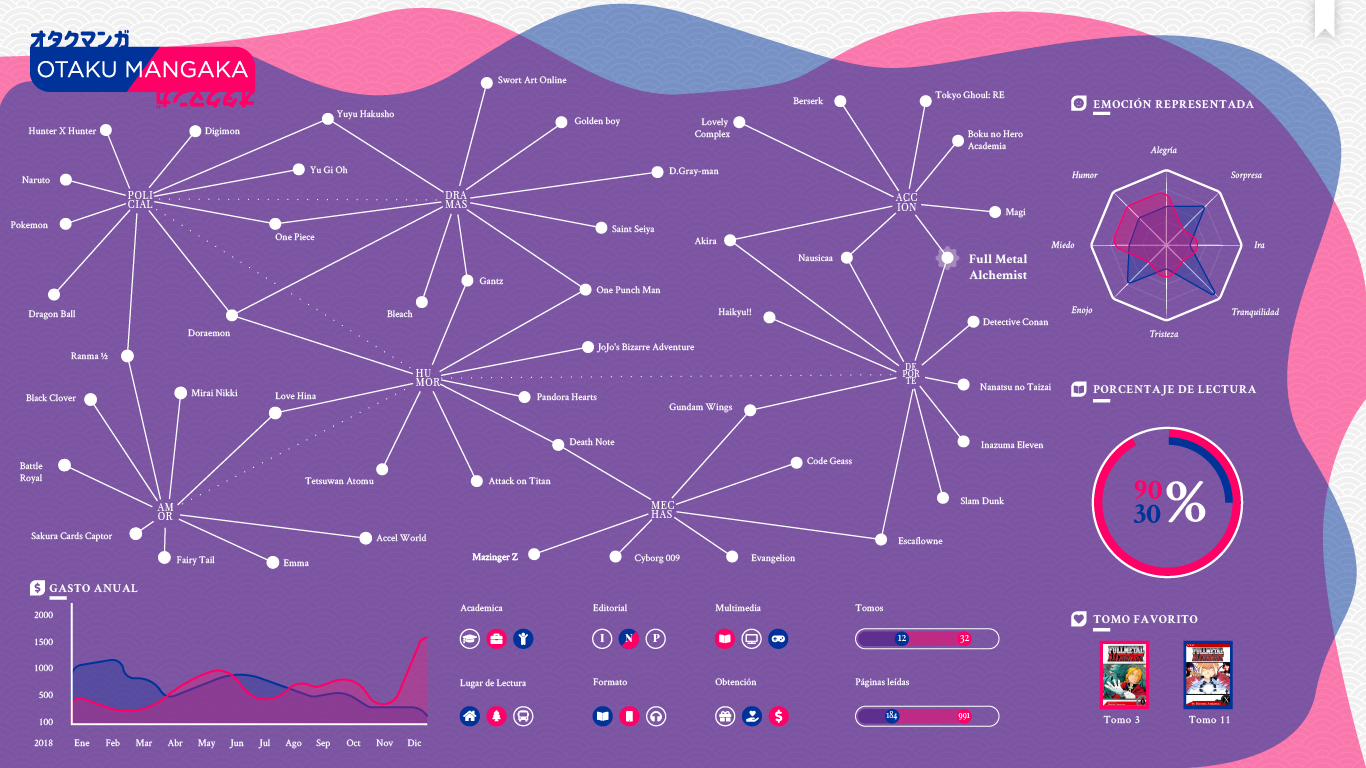 オタクマンガ
OTAKU MANGAKA
Swort Art Online
Golden boy
Yuyu Hakusho
Hunter X Hunter
Digimon
Yu Gi Oh
D.Gray-man
Naruto
POLI
CIAL
DRA
MAS
Pokemon
One Piece
Saint Seiya
Gantz
One Punch Man
Dragon Ball
Bleach
Doraemon
Ranma ½
JoJo's Bizarre Adventure
HU
MOR
Black Clover
Mirai Nikki
Love Hina
Pandora Hearts
Death Note
Battle
Royal
Tetsuwan Atomu
Attack on Titan
AM
OR
Sakura Cards Captor
Fairy Tail
Emma
Accel World
Berserk
Tokyo Ghoul: RE
Lovely
Complex
Boku no Hero
Academia
ACC
ION
Magi
Akira
Nausicaa
Full Metal
Alchemist
Haikyu!!
Detective Conan
DE
POR
TE
Nanatsu no Taizai
Gundam Wings
Inazuma Eleven
Code Geass
Slam Dunk
MEC
HAS
Escaflowne
Mazinger Z
Cyborg 009
Evangelion
EMOCIÓN REPRESENTADA
Alegría
Humor
Sorpresa
Miedo
Ira
Enojo
Tranquilidad
Tristeza
PORCENTAJE DE LECTURA
90
30
%
TOMO FAVORITO
FULLMETAL
ALCHEMIST
FULLMETAL
ALCHEMIST
Tomo 3
Tomo 11
$ GASTO ANUAL
2000
1500
1000
500
100
2018
Ene Feb Mar Abr May Jun Jul Ago Sep Oct Nov Dic
Academica
Editorial
I N P
Multimedia
Tomos
12 32
Lugar de Lectura
Formato
Obtención
$
Páginas leídas
184 991